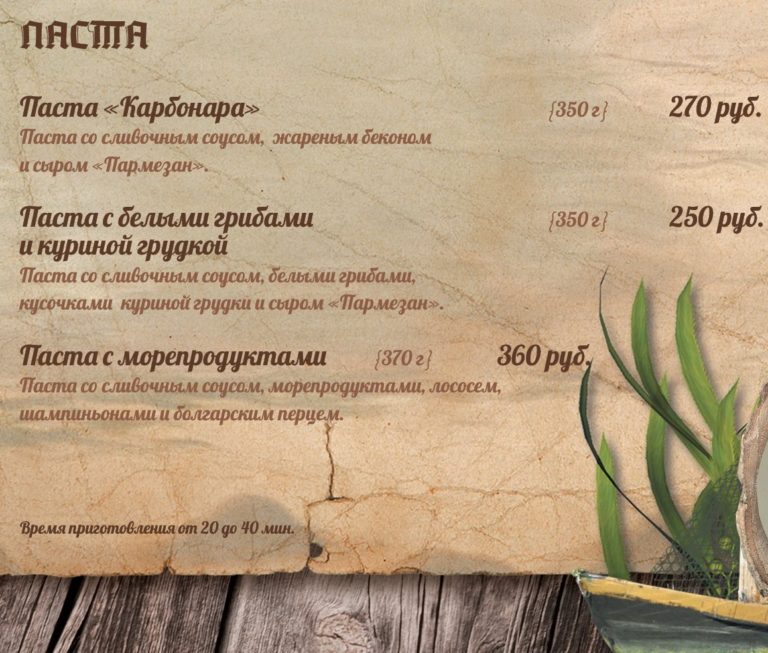 ПАСТА
Паста «Карбонара» {350 г} 270 руб.
Паста со сливочным соусом, жареным беконом
и сыром «Пармезан».
Паста с белыми грибами {350 г} 250 руб.
и куриной грудкой
Паста со сливочным соусом, белыми грибами,
кусочками куриной грудки и сыром «Пармезан».
Паста с морепродуктами {370 г} 360 руб.
Паста со сливочным соусом, морепродуктами, лососем,
шампиньонами и болгарским перцем.
Время приготовления от 20 до 40 мин.